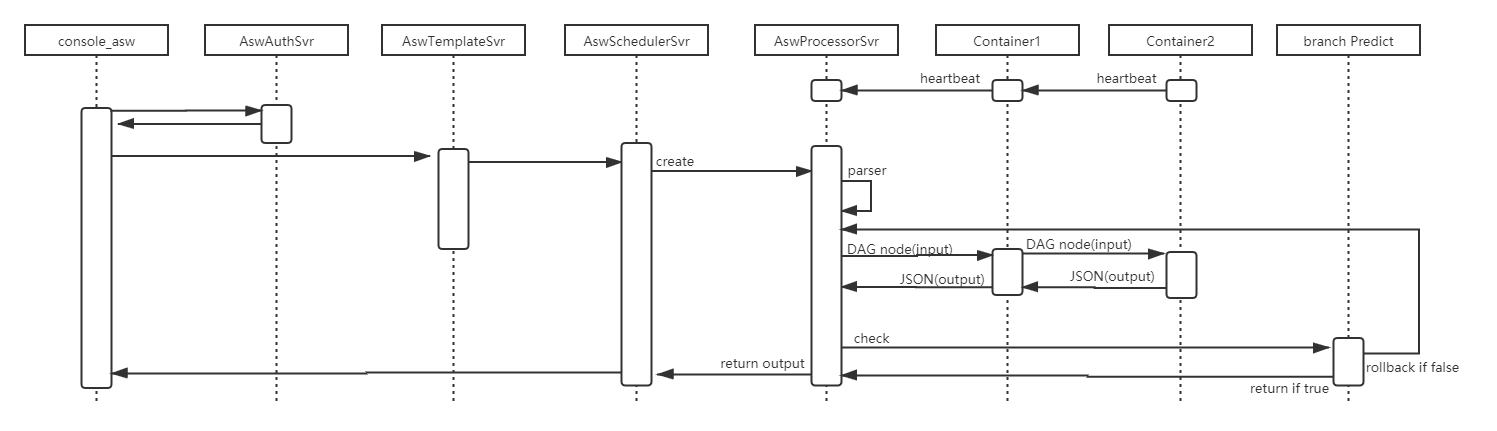 console_asw
AswAuthSvr
AswTemplateSvr
AswSchedulerSvr
AswProcessorSvr
Container1
Container2
branch Predict
heartbeat
heartbeat
create
parser
DAG node(input)
DAG node(input)
JSON(output)
JSON(output)
check
return output
rollback if false
return if true